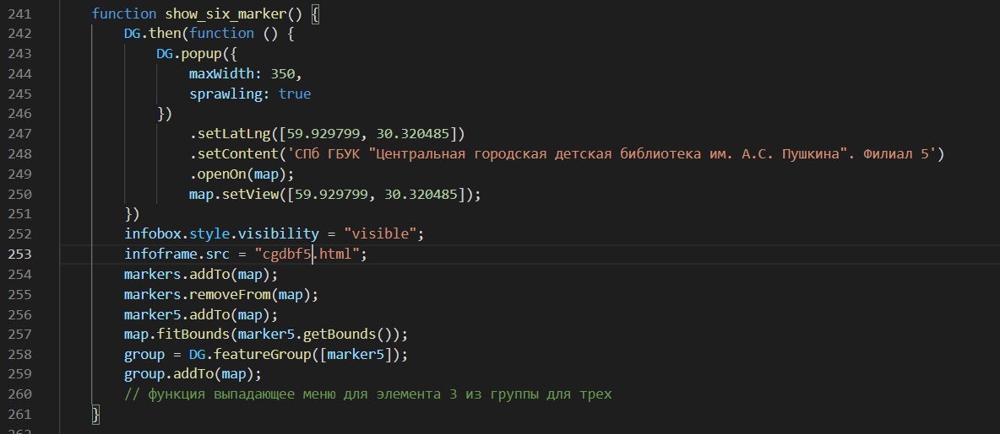 241 function show_six_marker() {
242 DG.then(function () {
243 DG.popup({
244 maxWidth: 350,
245 sprawling: true
246 })
247 .setLatLng([59.929799, 30.320485])
248 .setContent('СПб ГБУК "Центральная городская детская библиотека им. А.С. Пушкина". Филиал 5')
249 .openOn(map);
250 map.setView([59.929799, 30.320485]);
251 })
252 infobox.style.visibility = "visible";
253 infoframe.src = "cgdbf5.html";
254 markers.addTo(map);
255 markers.removeFrom(map);
256 marker5.addTo(map);
257 map.fitBounds(marker5.getBounds());
258 group = DG.featureGroup([marker5]);
259 group.addTo(map);
260 // функция выпадающее меню для элемента 3 из группы для трех
261 }
262